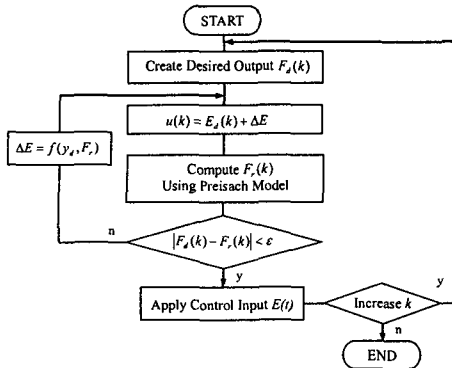 START
Create Desired Output F_d(k)
u(k) = E_d(k) + ΔE
ΔE = f(y_d, F_r)
Compute F_r(k)
Using Preisach Model
n
|F_d(k) − F_r(k)| < ε
y
Apply Control Input E(t)
Increase k
y
n
END